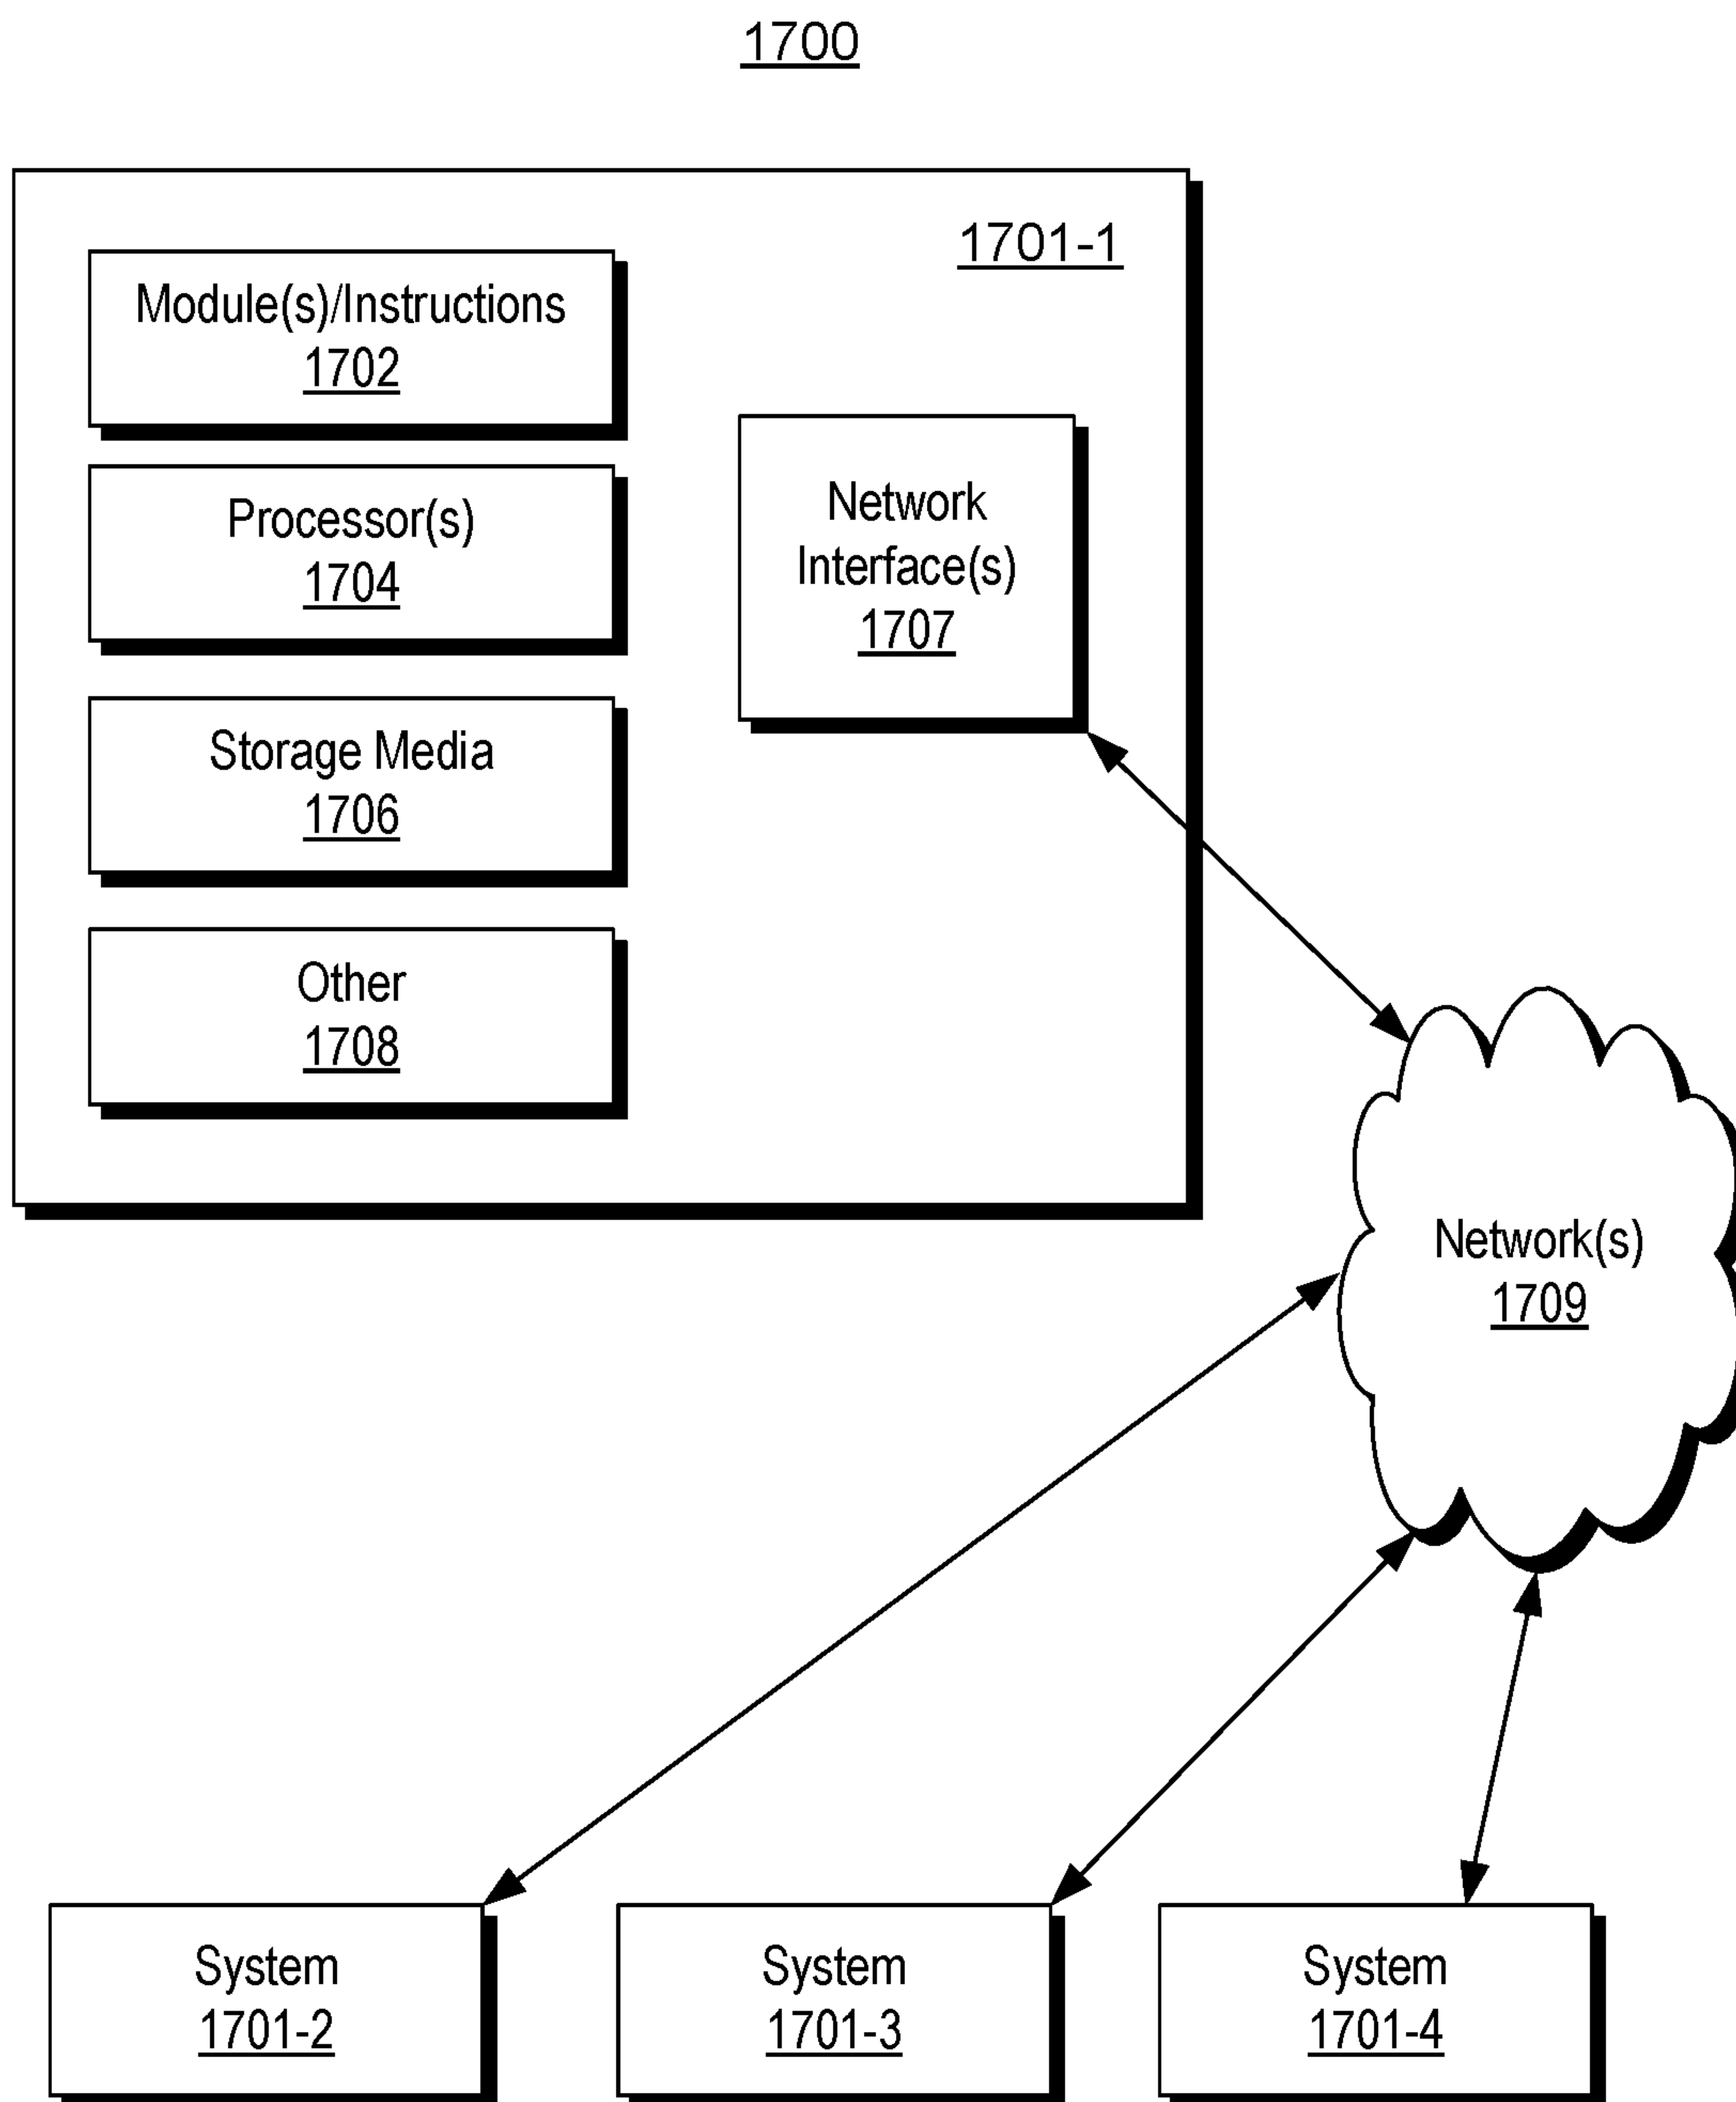 1700
1701-1
Module(s)/Instructions
1702
Processor(s)
1704
Network
Interface(s)
1707
Storage Media
1706
Other
1708
Network(s)
1709
System
1701-2
System
1701-3
System
1701-4